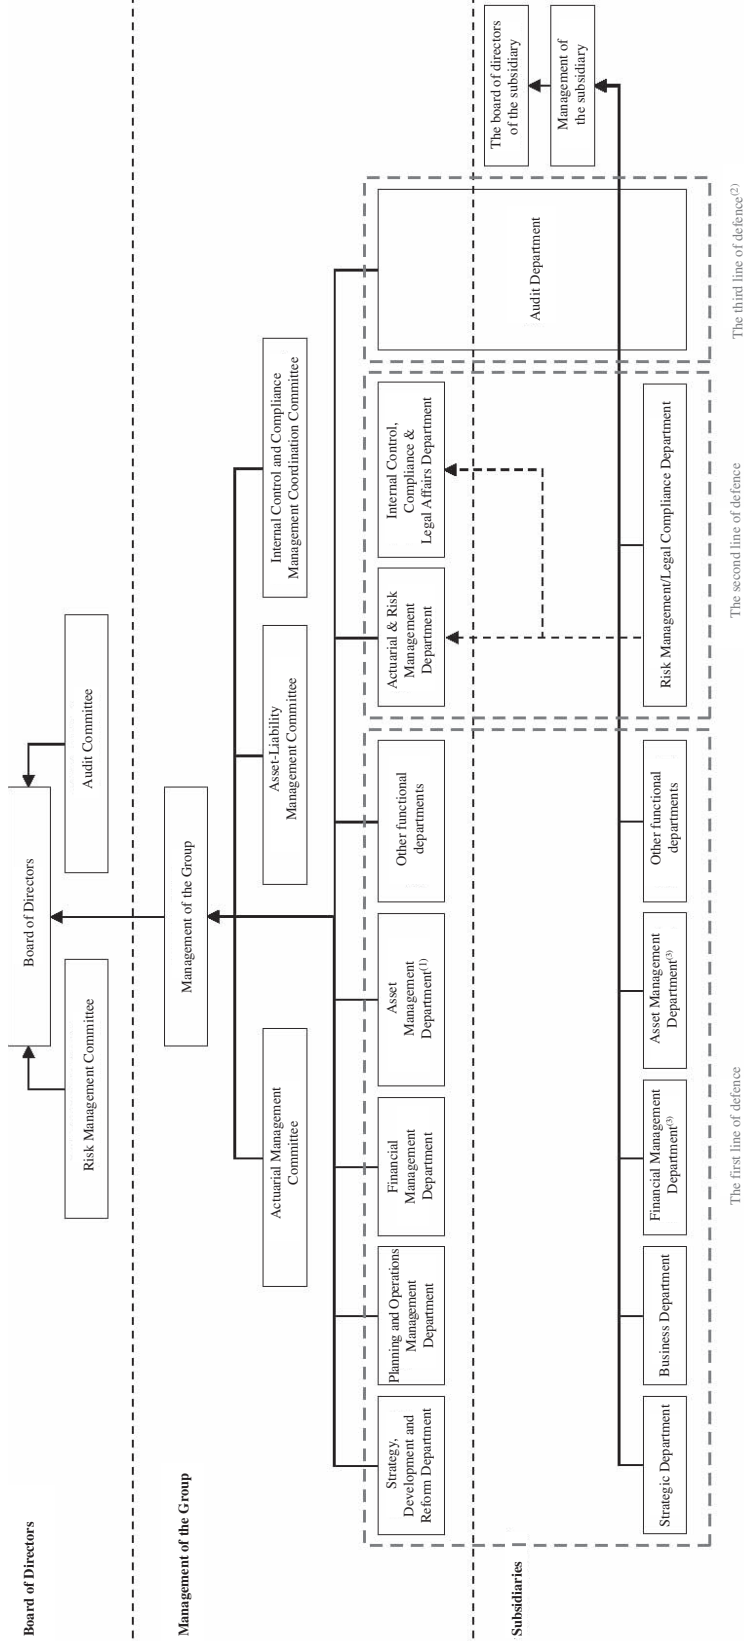 Board of Directors
Board of Directors
Risk Management Committee
Audit Committee
Management of the Group
Management of the Group
Actuarial Management
Committee
Asset-Liability
Management Committee
Internal Control and Compliance
Management Coordination Committee
Strategy,
Development and
Reform Department
Planning and Operations
Management
Department
Financial
Management
Department
Asset
Management
Department(1)
Other functional
departments
Actuarial & Risk
Management
Department
Internal Control,
Compliance &
Legal Affairs Department
Audit Department
Subsidiaries
The board of directors
of the subsidiary
Management of
the subsidiary
Strategic Department
Business Department
Financial Management
Department(3)
Asset Management
Department(3)
Other functional
departments
Risk Management/Legal Compliance Department
The first line of defence
The second line of defence
The third line of defence(2)